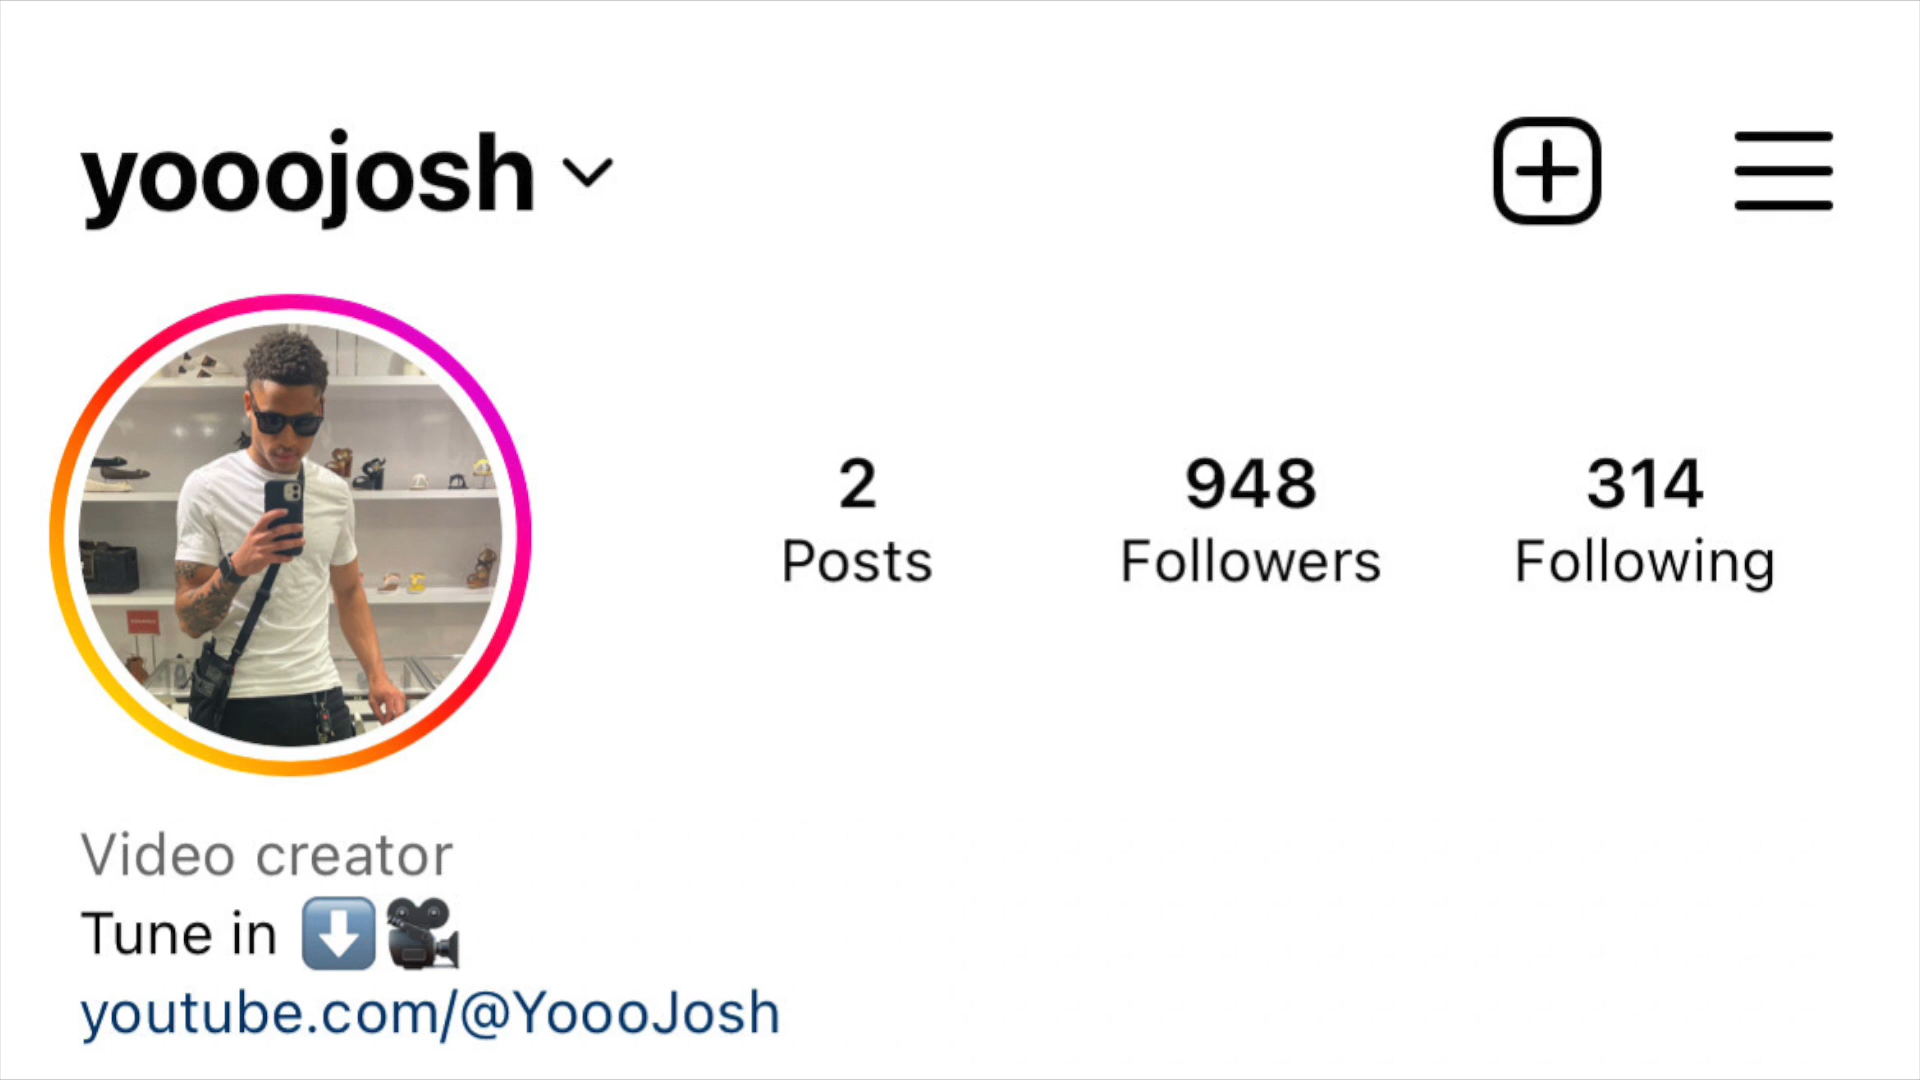 yooojosh
2 948 314
Posts Followers Following
Video creator
Tune in ⬇️🎥
youtube.com/@YoooJosh